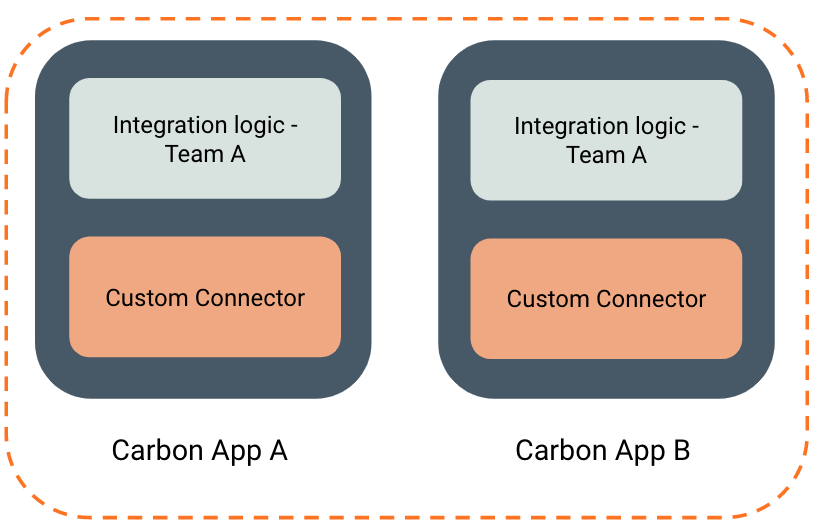 Integration logic -
Team A
Custom Connector
Carbon App A
Integration logic -
Team A
Custom Connector
Carbon App B